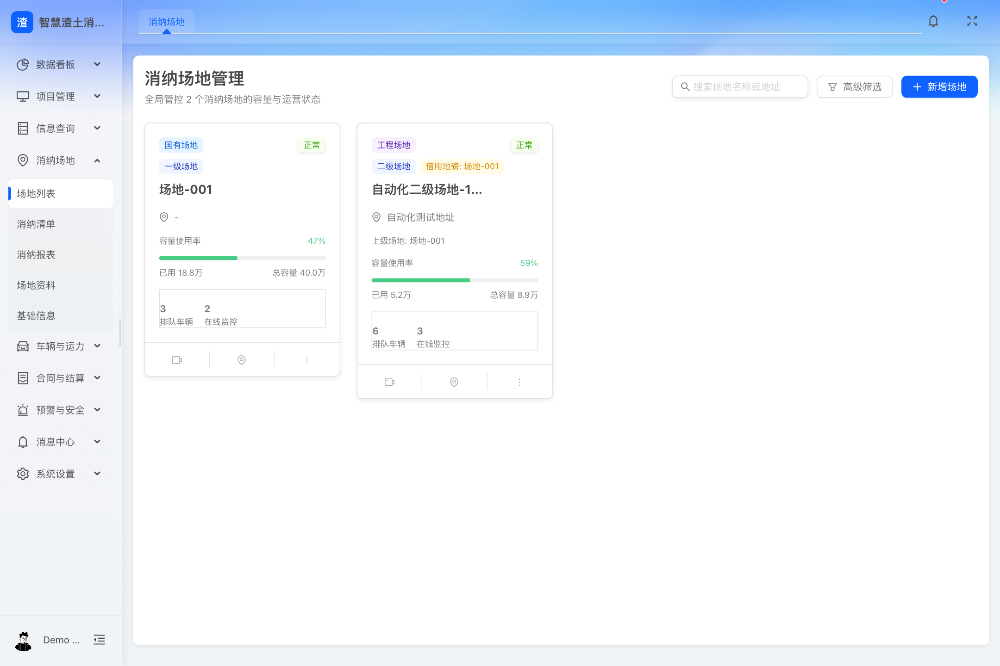 渣 智慧渣土消...
消纳场地
数据看板
项目管理
信息查询
消纳场地
场地列表
消纳清单
消纳报表
场地资料
基础信息
车辆与运力
合同与结算
预警与安全
消息中心
系统设置
Demo ...
消纳场地管理
全局管控 2 个消纳场地的容量与运营状态
搜索场地名称或地址
高级筛选
新增场地
国有场地 正常
一级场地
场地-001
-
容量使用率 47%
已用 18.8万 总容量 40.0万
3 2
排队车辆 在线监控
工程场地 正常
二级场地 借用地磅: 场地-001
自动化二级场地-1...
自动化测试地址
上级场地: 场地-001
容量使用率 59%
已用 5.2万 总容量 8.9万
6 3
排队车辆 在线监控